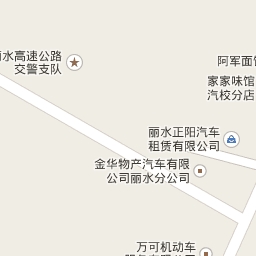 丽水高速公路
交警支队
阿军面馆
家家味馆
汽校分店
丽水正阳汽车
租赁有限公司
金华物产汽车有限
公司丽水分公司
万可机动车